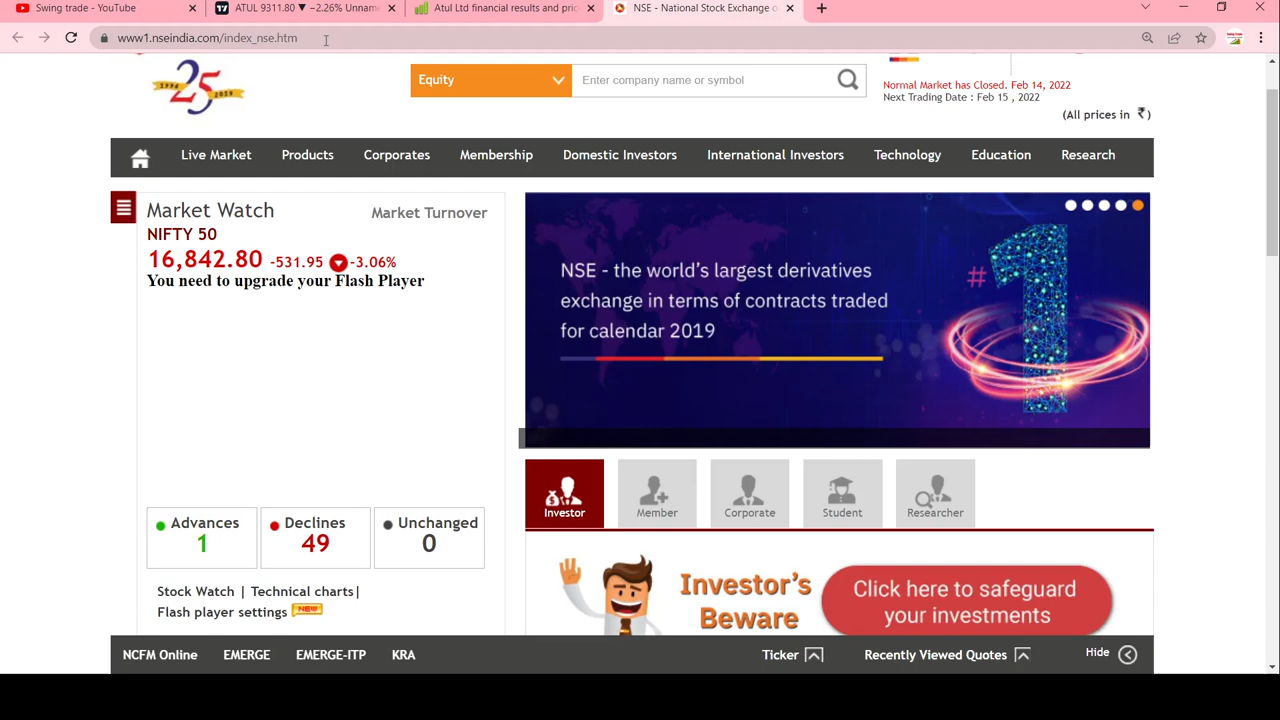 Swing trade - YouTube
ATUL 9311.80 ▼ −2.26% Unnam
Atul Ltd financial results and pric
NSE - National Stock Exchange o
www1.nseindia.com/index_nse.htm
25
Equity
Enter company name or symbol
Normal Market has Closed. Feb 14, 2022
Next Trading Date : Feb 15 , 2022
(All prices in ₹)
Live Market Products Corporates Membership Domestic Investors International Investors Technology Education Research
Market Watch
Market Turnover
NIFTY 50
16,842.80 -531.95 -3.06%
You need to upgrade your Flash Player
NSE - the world's largest derivatives
exchange in terms of contracts traded
for calendar 2019
#1
Advances
1
Declines
49
Unchanged
0
Stock Watch | Technical charts|
Flash player settings NEW
Investor
Member
Corporate
Student
Researcher
Investor's
Beware
Click here to safeguard
your investments
NCFM Online EMERGE EMERGE-ITP KRA Ticker Recently Viewed Quotes Hide